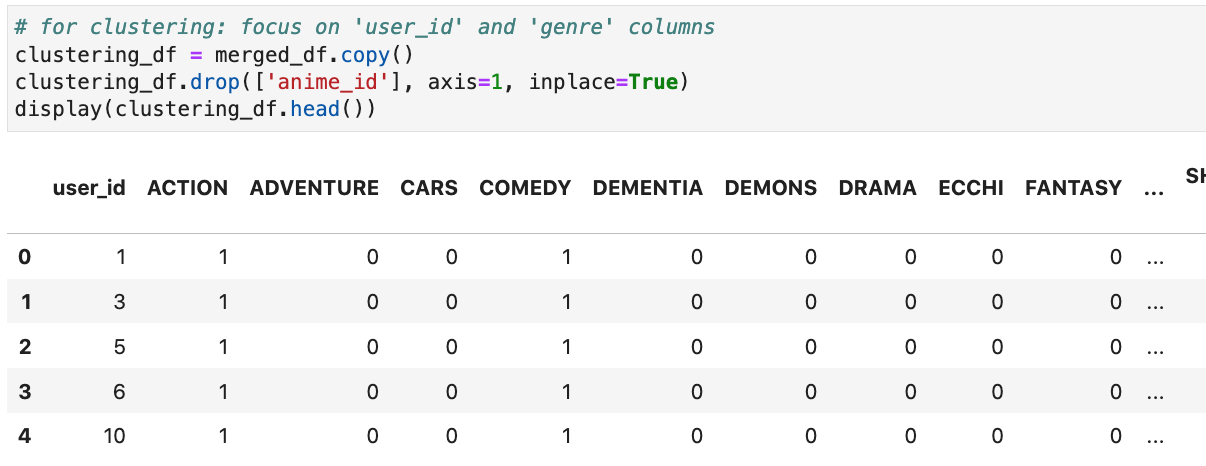 # for clustering: focus on 'user_id' and 'genre' columns
clustering_df = merged_df.copy()
clustering_df.drop(['anime_id'], axis=1, inplace=True)
display(clustering_df.head())
user_id ACTION ADVENTURE CARS COMEDY DEMENTIA DEMONS DRAMA ECCHI FANTASY ...
0 1 1 0 0 1 0 0 0 0 0 ...
1 3 1 0 0 1 0 0 0 0 0 ...
2 5 1 0 0 1 0 0 0 0 0 ...
3 6 1 0 0 1 0 0 0 0 0 ...
4 10 1 0 0 1 0 0 0 0 0 ...